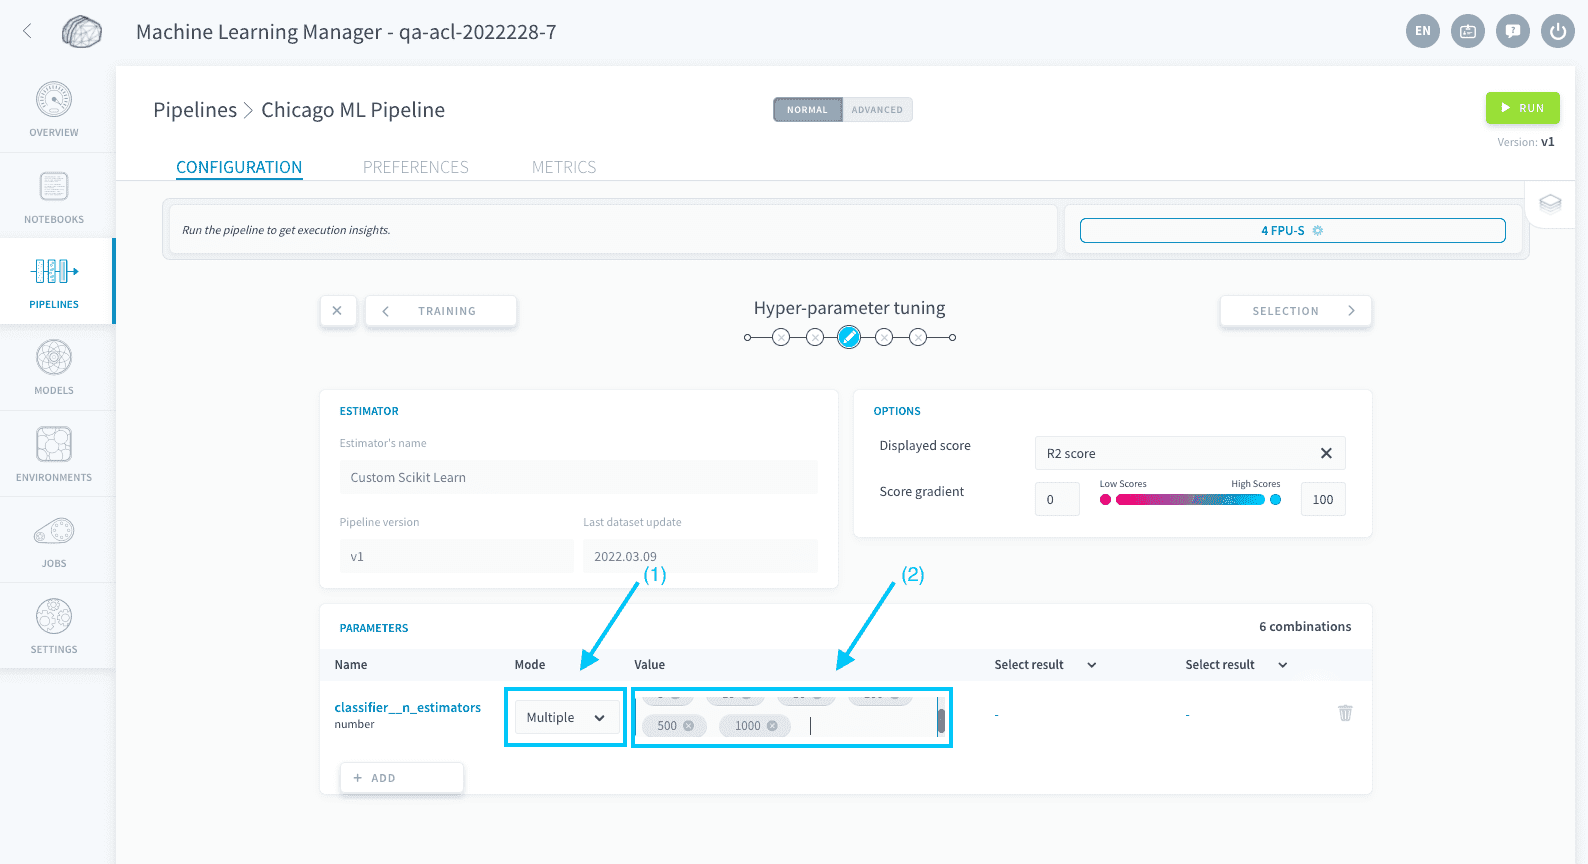 Machine Learning Manager - qa-acl-2022228-7
EN
OVERVIEW
NOTEBOOKS
PIPELINES
MODELS
ENVIRONMENTS
JOBS
SETTINGS
Pipelines > Chicago ML Pipeline
NORMAL ADVANCED
RUN
Version: v1
CONFIGURATION PREFERENCES METRICS
Run the pipeline to get execution insights.
4 FPU-S
TRAINING
Hyper-parameter tuning
SELECTION
ESTIMATOR
Estimator's name
Custom Scikit Learn
Pipeline version Last dataset update
v1 2022.03.09
OPTIONS
Displayed score R2 score
Score gradient 0 Low Scores High Scores 100
(1) (2)
PARAMETERS 6 combinations
Name Mode Value Select result Select result
classifier__n_estimators
number
Multiple
500 1000
- -
+ ADD